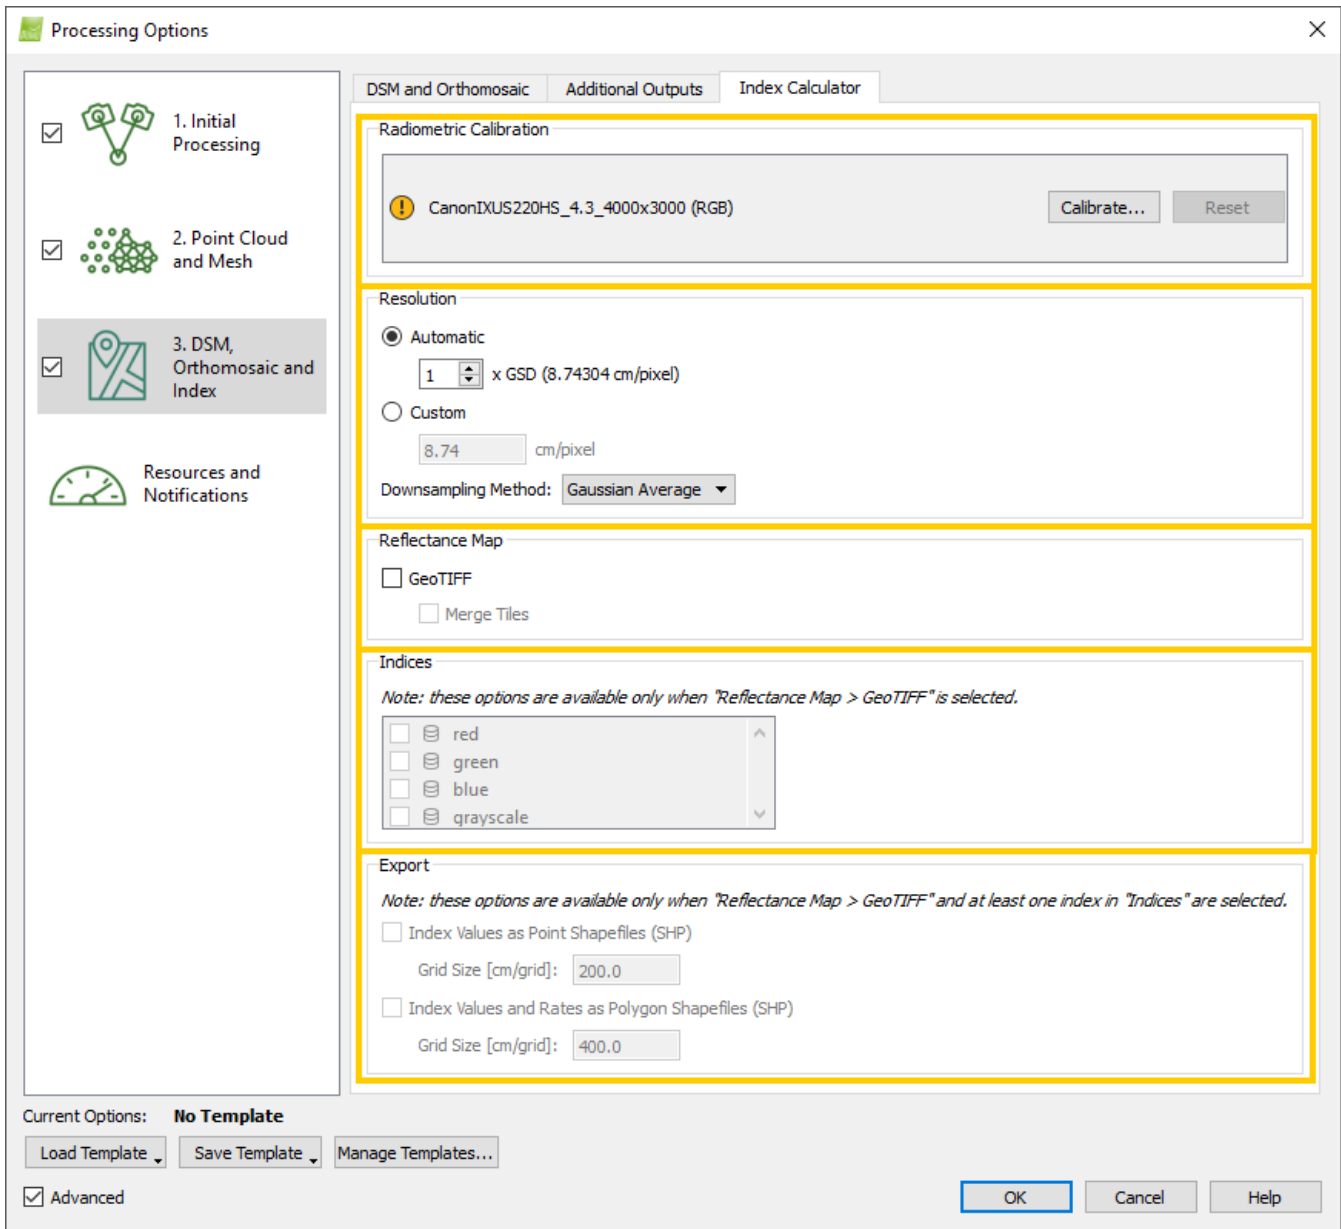 Processing Options
1. Initial
Processing
2. Point Cloud
and Mesh
3. DSM,
Orthomosaic and
Index
Resources and
Notifications
DSM and Orthomosaic
Additional Outputs
Index Calculator
Radiometric Calibration
CanonIXUS220HS_4.3_4000x3000 (RGB)
Calibrate...
Reset
Resolution
Automatic
1 x GSD (8.74304 cm/pixel)
Custom
8.74 cm/pixel
Downsampling Method: Gaussian Average
Reflectance Map
GeoTIFF
Merge Tiles
Indices
Note: these options are available only when "Reflectance Map > GeoTIFF" is selected.
red
green
blue
grayscale
Export
Note: these options are available only when "Reflectance Map > GeoTIFF" and at least one index in "Indices" are selected.
Index Values as Point Shapefiles (SHP)
Grid Size [cm/grid]: 200.0
Index Values and Rates as Polygon Shapefiles (SHP)
Grid Size [cm/grid]: 400.0
Current Options: No Template
Load Template
Save Template
Manage Templates...
Advanced
OK
Cancel
Help